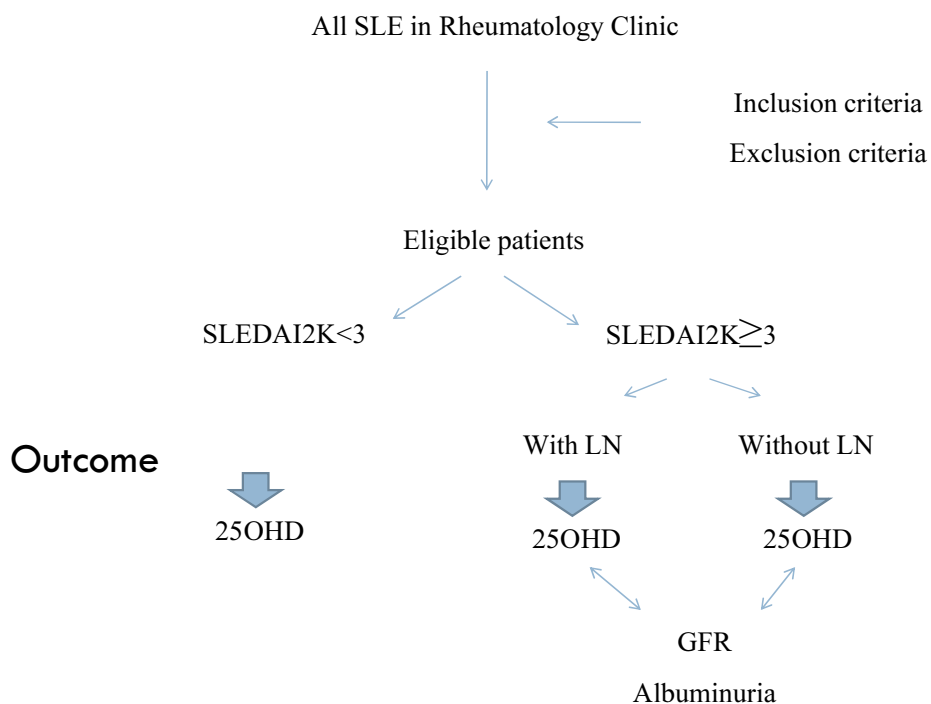 All SLE in Rheumatology Clinic
Inclusion criteria
Exclusion criteria
Eligible patients
SLEDAI2K<3
SLEDAI2K≥3
With LN
Without LN
Outcome
25OHD
25OHD
25OHD
GFR
Albuminuria